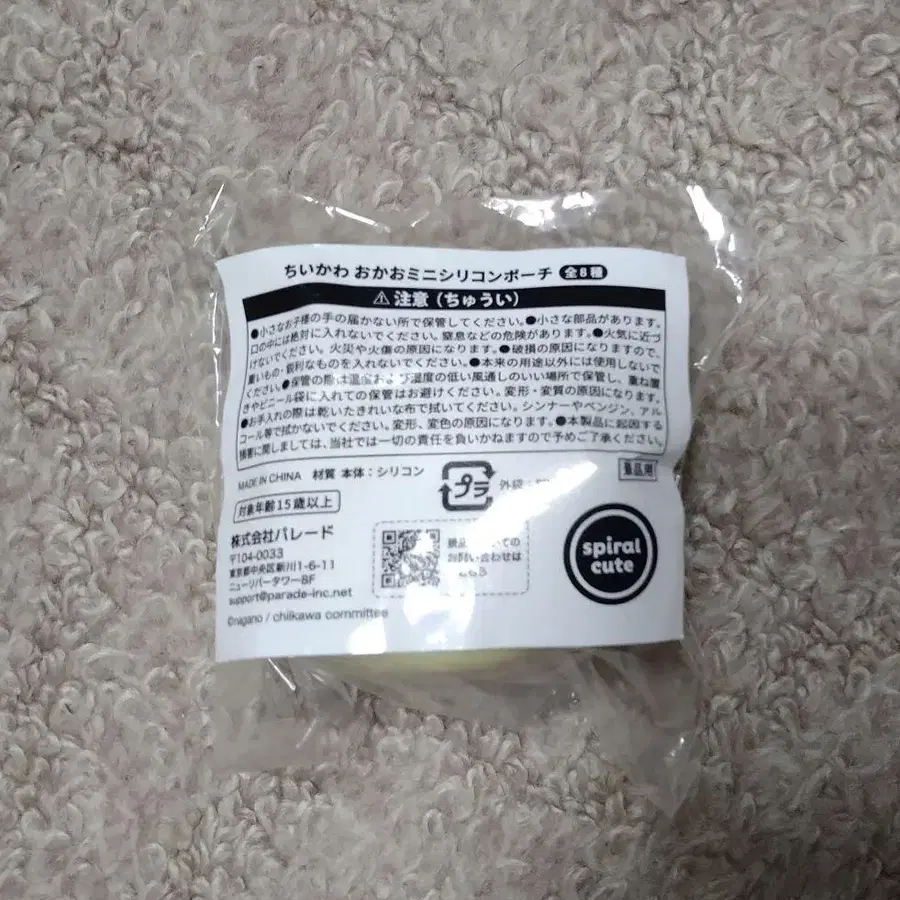 ちいかわ おかおミニシリコンポーチ 全8種
⚠注意(ちゅうい)
●小さなお子様の手の届かない所で保管してください。●小さな部品があります。
口の中には絶対に入れないでください。窒息などの危険があります。●火気に近づ
けないでください。火災や火傷の原因になります。●破損の原因になりますので、
重いもの・鋭利なものを入れないでください。●本来の用途以外には使用しないで
ください。●保管の際は温度および湿度の低い風通しのいい場所で保管し、重ね置
きやビニール袋に入れての保管はお避けください。変形・変質の原因になります。
●お手入れの際は乾いたきれいな布で拭いてください。シンナーやベンジン、アル
コール等で拭かないでください。変形、変色の原因になります。●本製品に起因する
損害に関しましては、当社では一切の責任を負いかねますので予めご了承ください。
MADE IN CHINA 材質 本体:シリコン
プラ
外袋:
景品用
対象年齢15歳以上
株式会社パレード
〒104-0033
東京都中央区新川1-6-11
ニューリバータワー8F
support@parade-inc.net
©nagano / chiikawa committee
ての
お問い合わせは
spiral
cute